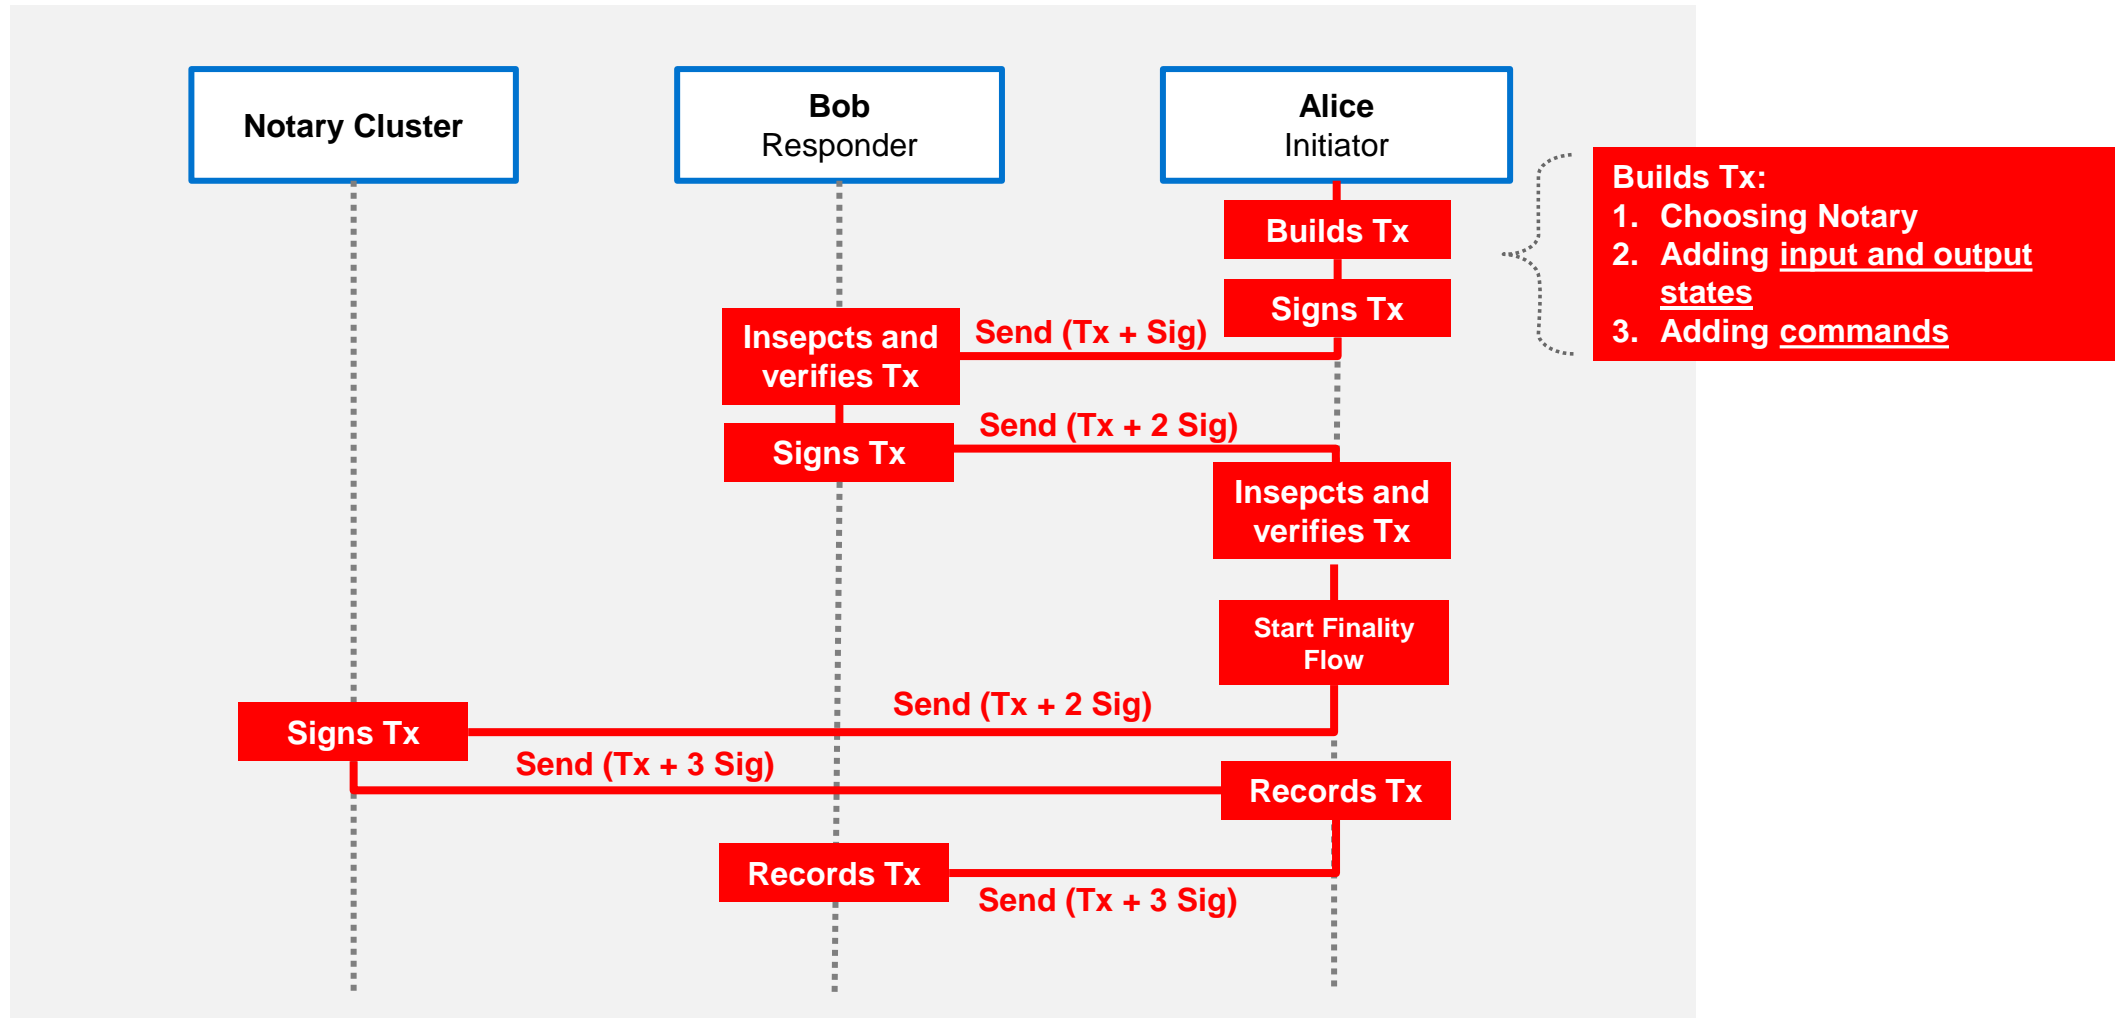 Notary Cluster
Bob
Responder
Alice
Initiator
Builds Tx:
1. Choosing Notary
2. Adding input and output
states
3. Adding commands
Builds Tx
Signs Tx
Send (Tx + Sig)
Insepcts and
verifies Tx
Send (Tx + 2 Sig)
Signs Tx
Insepcts and
verifies Tx
Start Finality
Flow
Send (Tx + 2 Sig)
Signs Tx
Send (Tx + 3 Sig)
Records Tx
Records Tx
Send (Tx + 3 Sig)